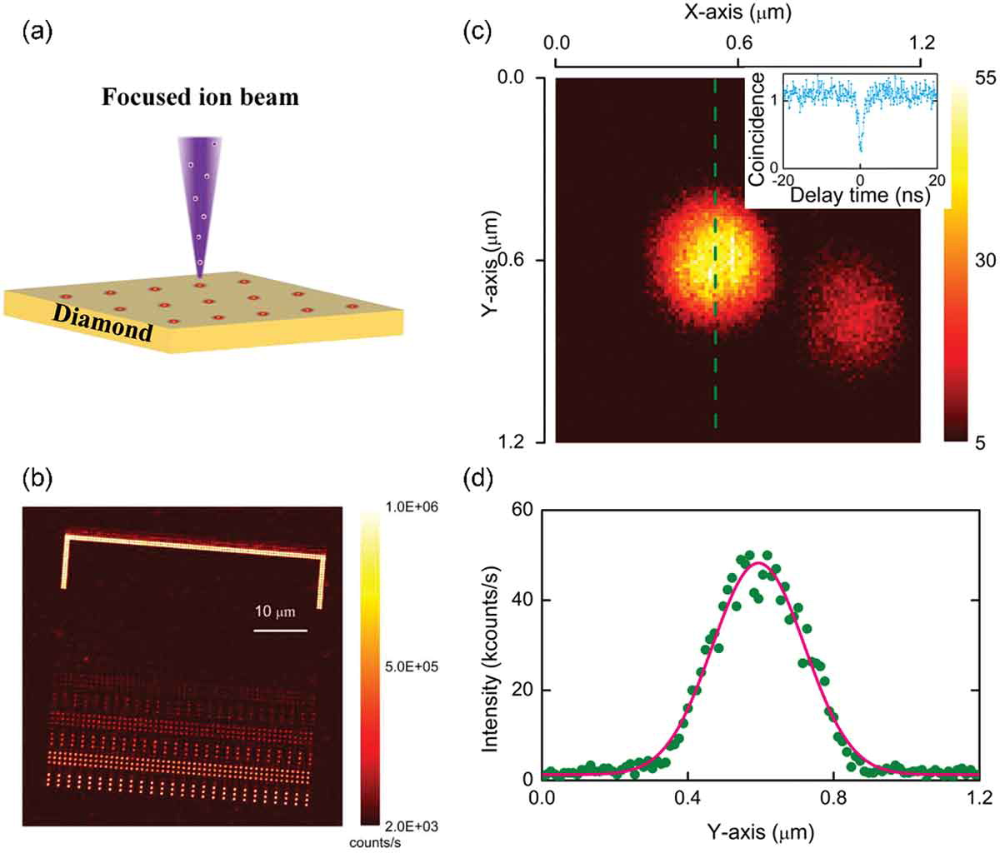 (a)
Focused ion beam
Diamond
(b)
10 μm
1.0E+06
5.0E+05
2.0E+03
counts/s
(c)
X-axis (μm)
0.0 0.6 1.2
Y-axis (μm)
0.0
0.6
1.2
Coincidence
1
0
-20 0 20
Delay time (ns)
55
30
5
(d)
Intensity (kcounts/s)
60
40
20
0
0.0 0.4 0.8 1.2
Y-axis (μm)